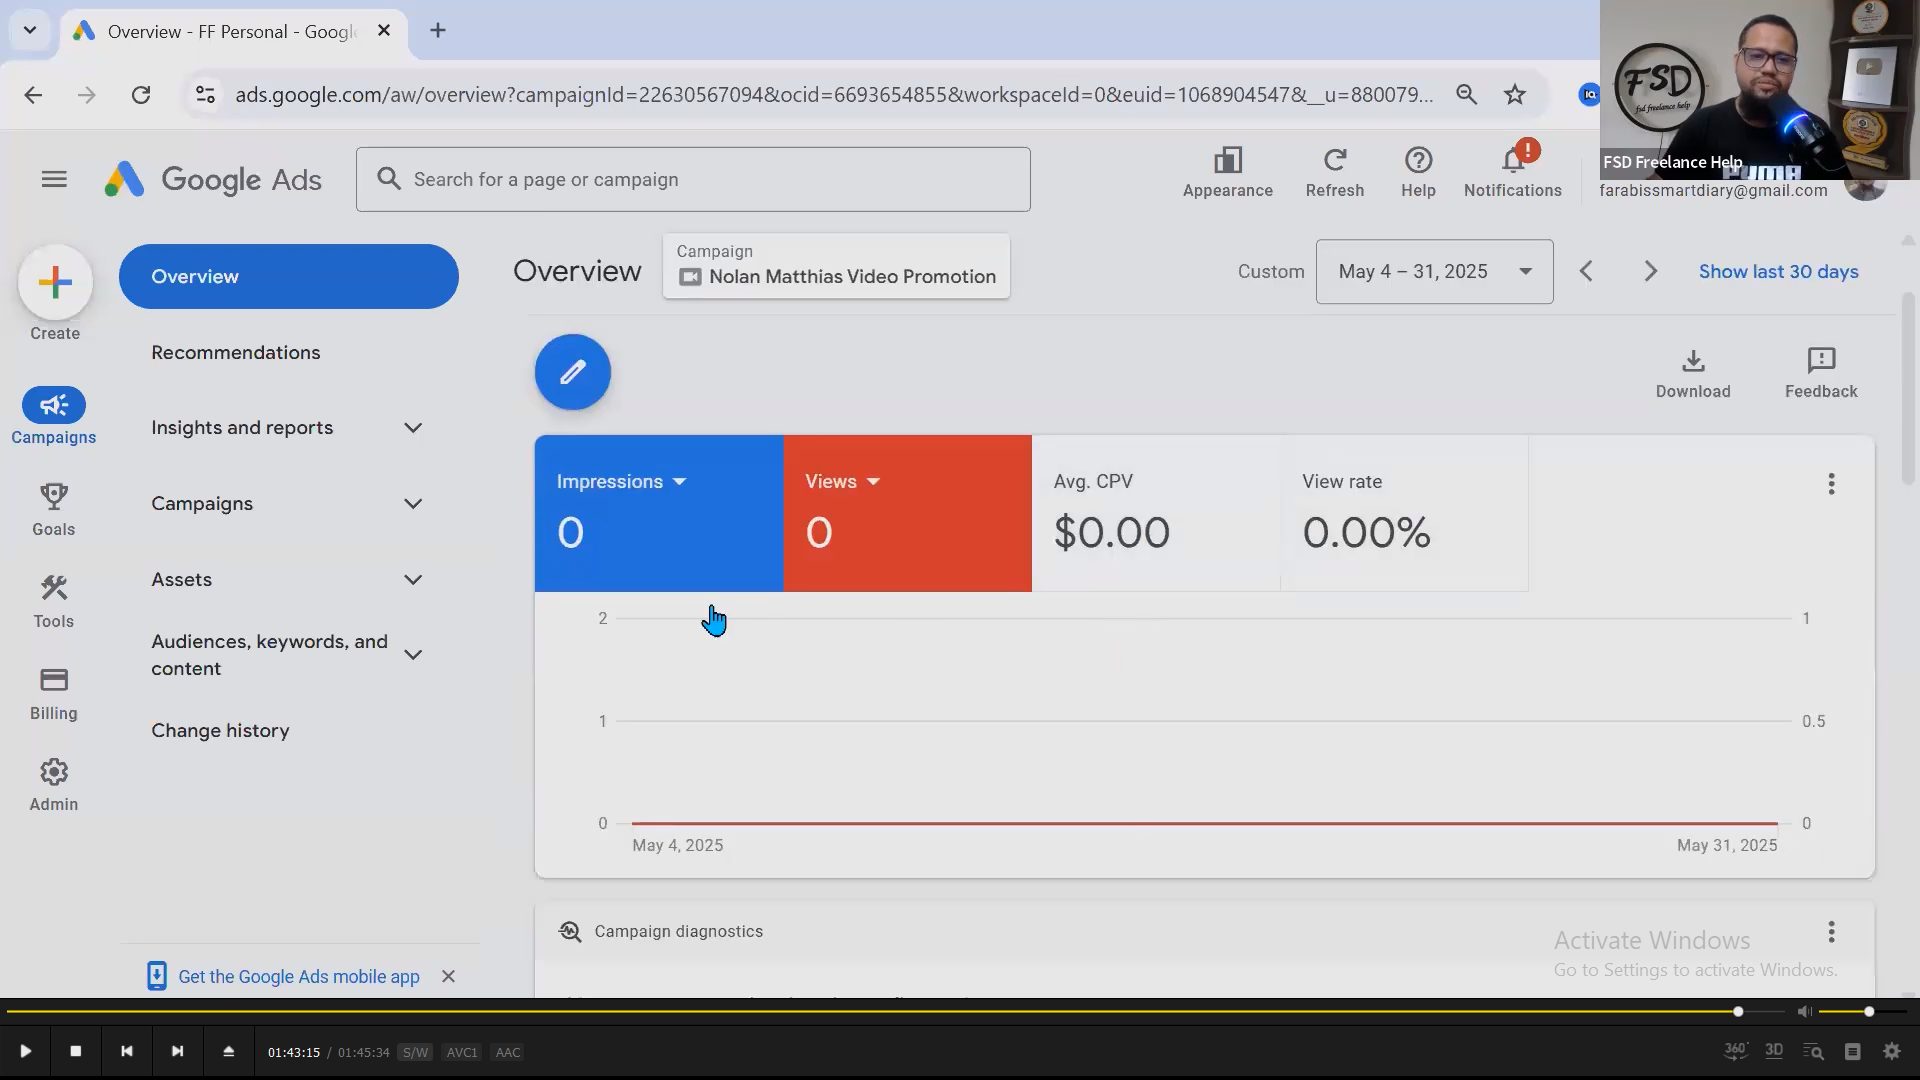 Overview - FF Personal - Google
ads.google.com/aw/overview?campaignId=22630567094&ocid=6693654855&workspaceId=0&euid=1068904547&__u=880079...
FSD
fsd freelance help
FSD Freelance Help
PUMA
Google Ads
Search for a page or campaign
Appearance
Refresh
Help
Notifications
farabissmartdiary@gmail.com
Create
Campaigns
Goals
Tools
Billing
Admin
Overview
Recommendations
Insights and reports
Campaigns
Assets
Audiences, keywords, and
content
Change history
Get the Google Ads mobile app
Overview
Campaign
Nolan Matthias Video Promotion
Custom
May 4 – 31, 2025
Show last 30 days
Download
Feedback
Impressions
0
Views
0
Avg. CPV
$0.00
View rate
0.00%
2
1
1
0.5
0
0
May 4, 2025
May 31, 2025
Campaign diagnostics
Activate Windows
Go to Settings to activate Windows.
01:43:15 / 01:45:34 S/W AVC1 AAC
360°
3D